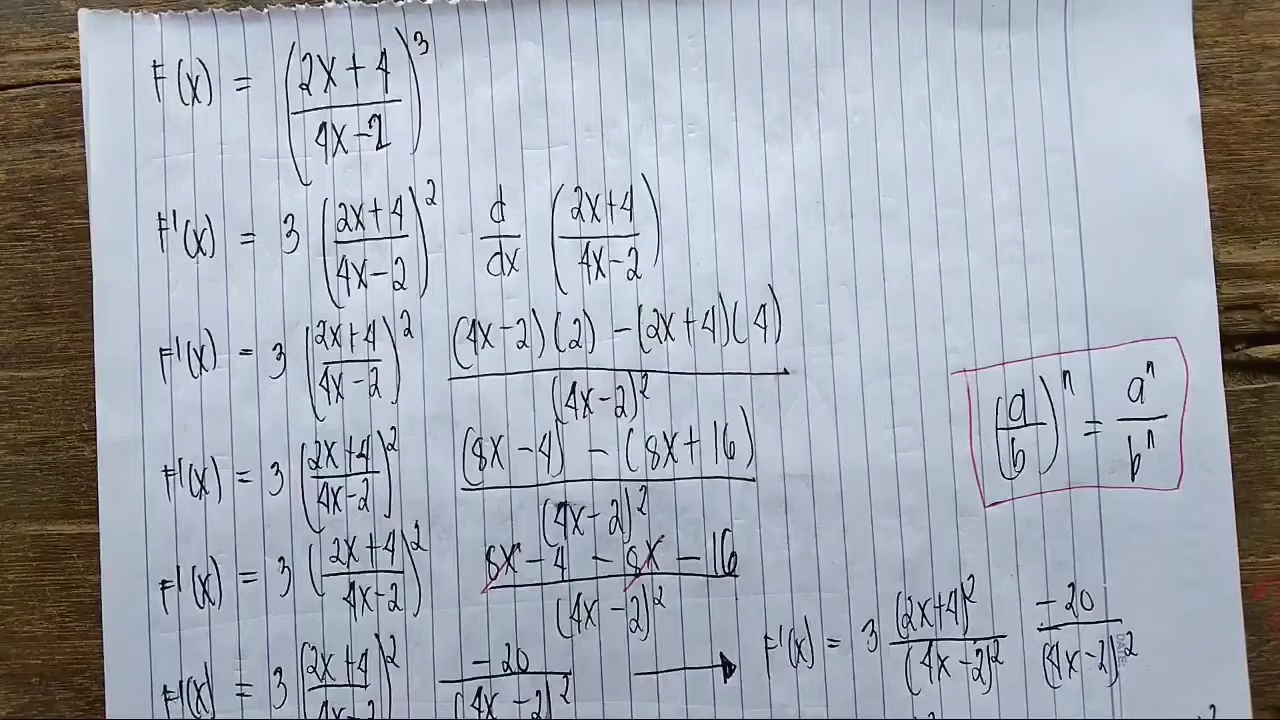 F(x) = ((2x+4)/(4x-2))^3
F'(x) = 3 ((2x+4)/(4x-2))^2 d/dx ((2x+4)/(4x-2))
F'(x) = 3 ((2x+4)/(4x-2))^2 ((4x-2)(2) - (2x+4)(4))/(4x-2)^2
(a/b)^n = a^n/b^n
F'(x) = 3 ((2x+4)/(4x-2))^2 ((8x-4) - (8x+16))/(4x-2)^2
F'(x) = 3 ((2x+4)/(4x-2))^2 (8x-4-8x-16)/(4x-2)^2
F'(x) = 3 ((2x+4)/(4x-2))^2 (-20)/(4x-2)^2 → F'(x) = 3 (2x+4)^2/(4x-2)^2 (-20)/(4x-2)^2